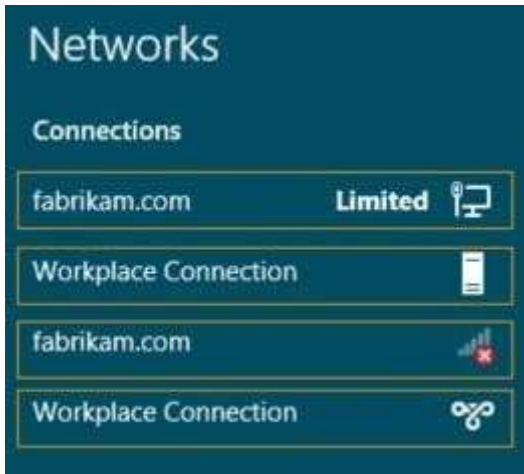 Networks
Connections
fabrikam.com Limited
Workplace Connection
fabrikam.com
Workplace Connection